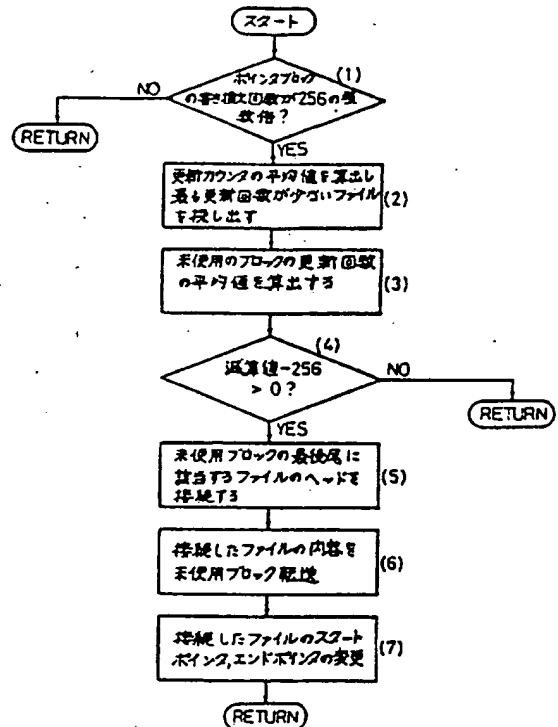 スタート
(1)
ポインタブロック
の書き換え回数が256の整
数倍?
NO
RETURN
YES
更新カウンタの平均値を算出し
最も更新回数が少ないファイル
を探し出す
(2)
未使用のブロックの更新回数
の平均値を算出する
(3)
(4)
減算値-256
> 0?
NO
RETURN
YES
未使用ブロックの最後尾に
該当するファイルのヘッドを
接続する
(5)
接続したファイルの内容を
未使用ブロック転送
(6)
接続したファイルのスタート
ポインタ,エンドポインタの変更
(7)
RETURN